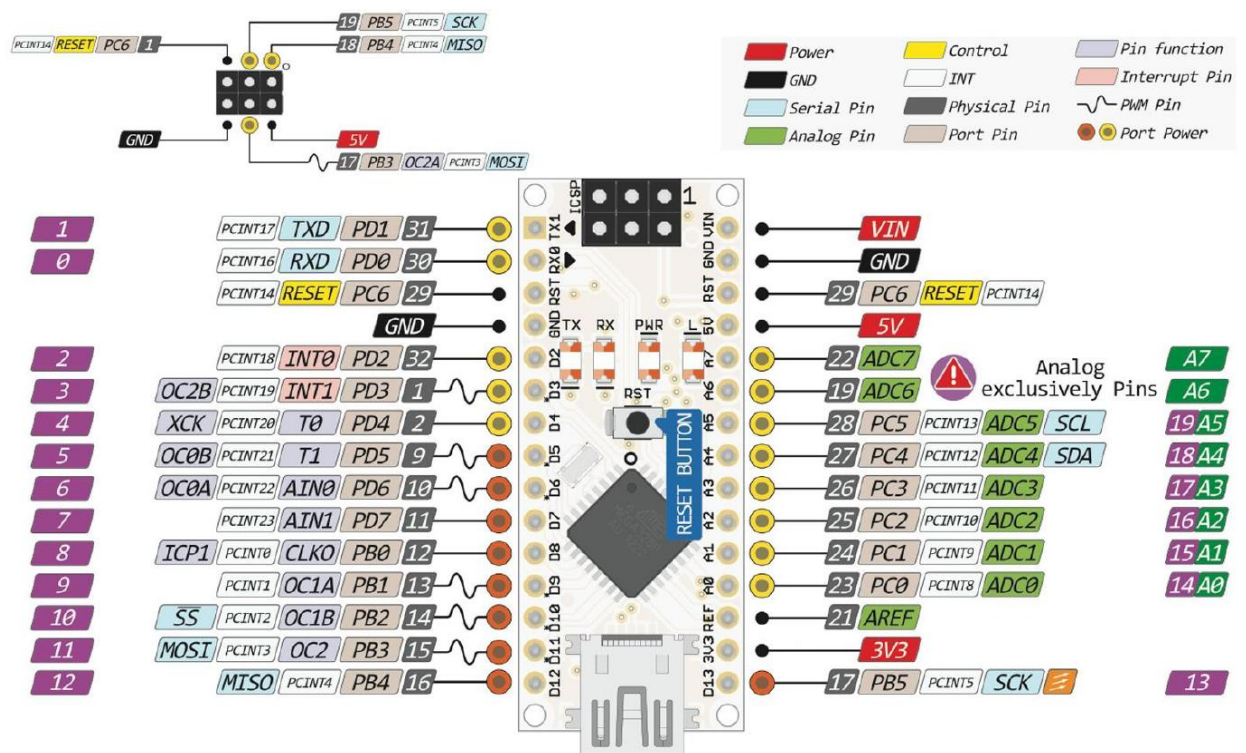 19 PB5 PCINT5 SCK
PCINT14 RESET PC6 1
18 PB4 PCINT4 MISO
GND
5V
17 PB3 OC2A PCINT3 MOSI
Power Control Pin function
GND INT Interrupt Pin
Serial Pin Physical Pin PWM Pin
Analog Pin Port Pin Port Power
1 PCINT17 TXD PD1 31
0 PCINT16 RXD PD0 30
PCINT14 RESET PC6 29
GND
2 PCINT18 INT0 PD2 32
3 OC2B PCINT19 INT1 PD3 1
4 XCK PCINT20 T0 PD4 2
5 OC0B PCINT21 T1 PD5 9
6 OC0A PCINT22 AIN0 PD6 10
7 PCINT23 AIN1 PD7 11
8 ICP1 PCINT0 CLKO PB0 12
9 PCINT1 OC1A PB1 13
10 SS PCINT2 OC1B PB2 14
11 MOSI PCINT3 OC2 PB3 15
12 MISO PCINT4 PB4 16
ICSP
1
TX1
RX0
RST
GND
D2
D3
D4
D5
D6
D7
D8
D9
D10
D11
D12
TX RX PWR L
RST
RESET BUTTON
VIN
GND
RST
5V
A7
A6
A5
A4
A3
A2
A1
A0
REF
3V3
D13
VIN
GND
29 PC6 RESET PCINT14
5V
22 ADC7 A7
19 ADC6 A6
Analog
exclusively Pins
28 PC5 PCINT13 ADC5 SCL 19 A5
27 PC4 PCINT12 ADC4 SDA 18 A4
26 PC3 PCINT11 ADC3 17 A3
25 PC2 PCINT10 ADC2 16 A2
24 PC1 PCINT9 ADC1 15 A1
23 PC0 PCINT8 ADC0 14 A0
21 AREF
3V3
17 PB5 PCINT5 SCK 13